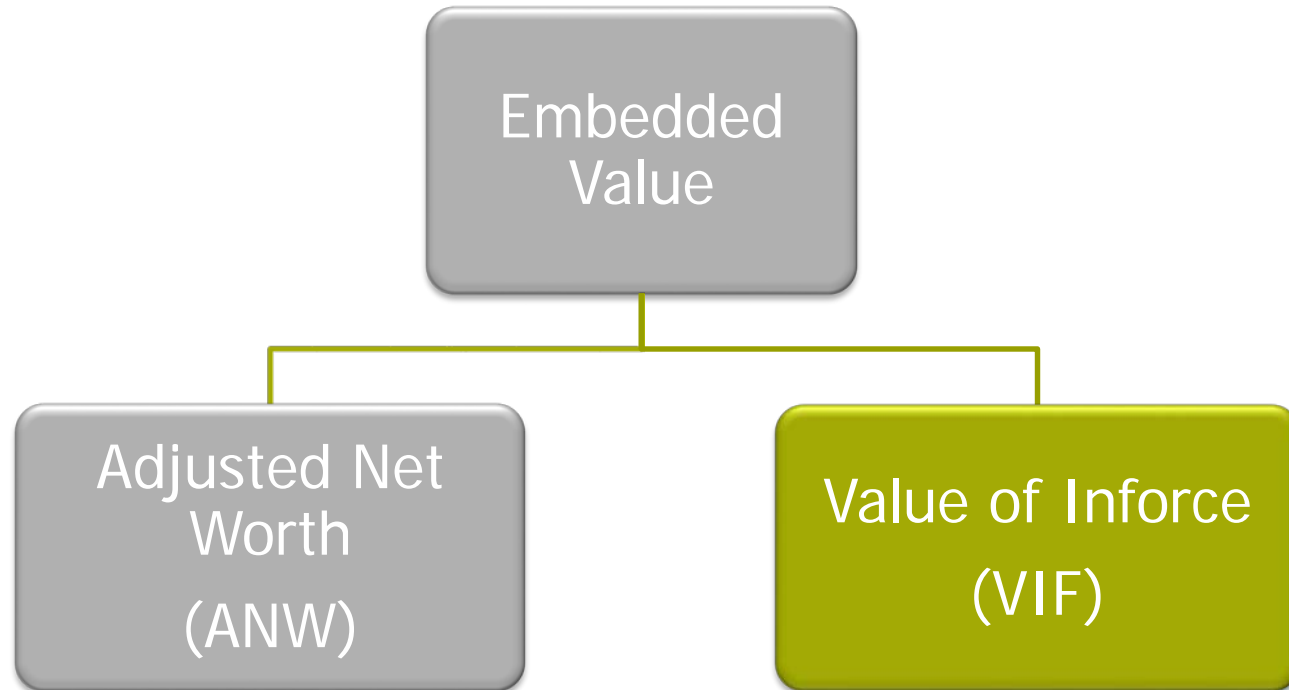 Embedded
Value
Adjusted Net
Worth
(ANW)
Value of Inforce
(VIF)